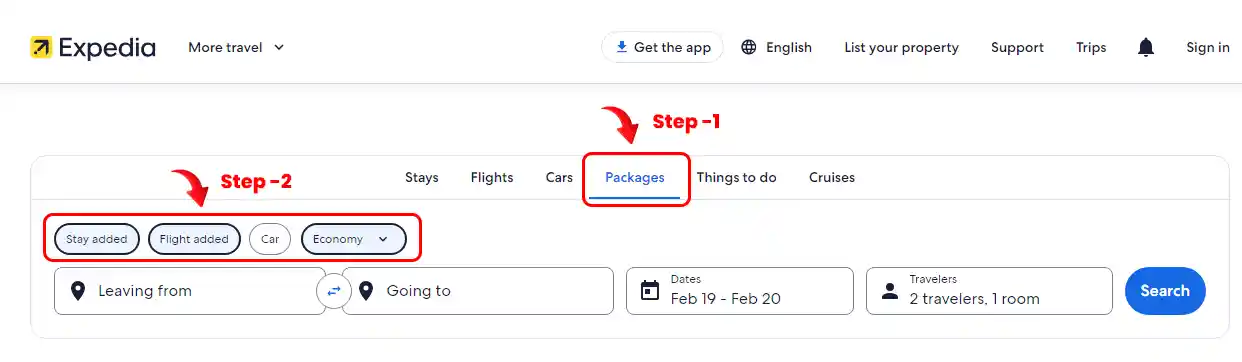 Expedia More travel Get the app English List your property Support Trips Sign in
Step -1
Stays Flights Cars Packages Things to do Cruises
Step -2
Stay added Flight added Car Economy
Leaving from Going to Dates Feb 19 - Feb 20 Travelers 2 travelers, 1 room Search